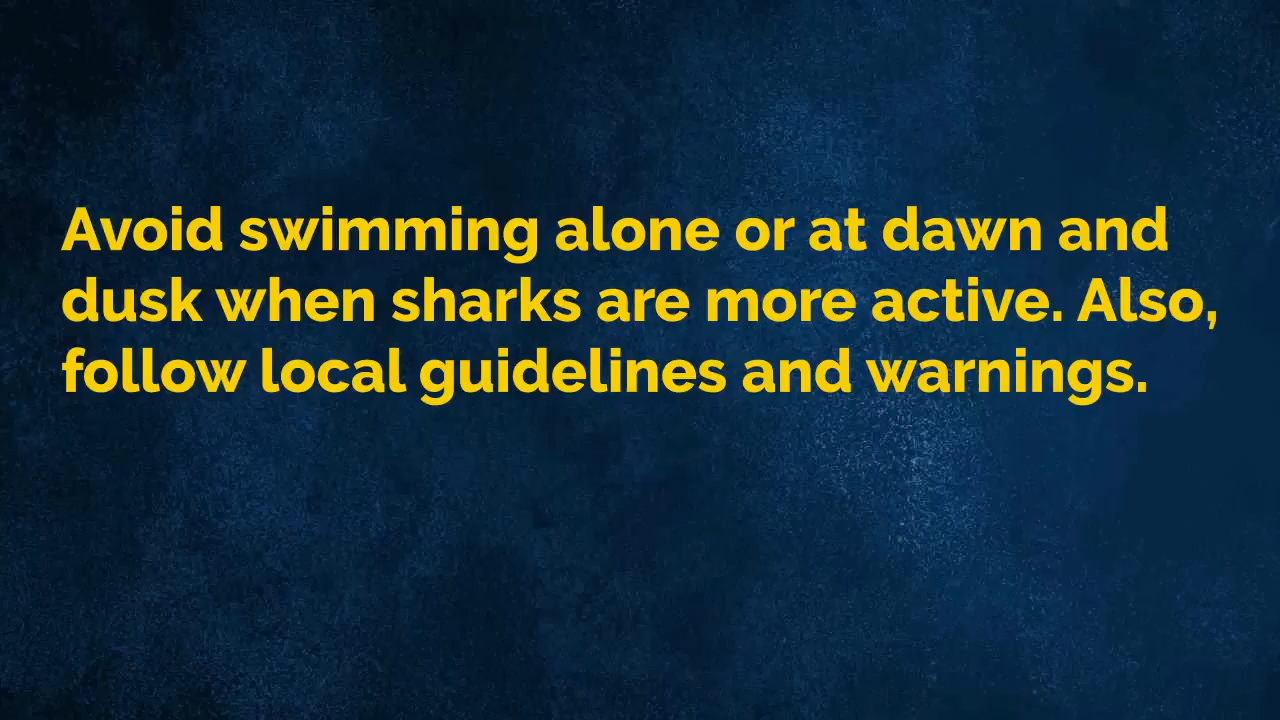 Avoid swimming alone or at dawn and
dusk when sharks are more active. Also,
follow local guidelines and warnings.